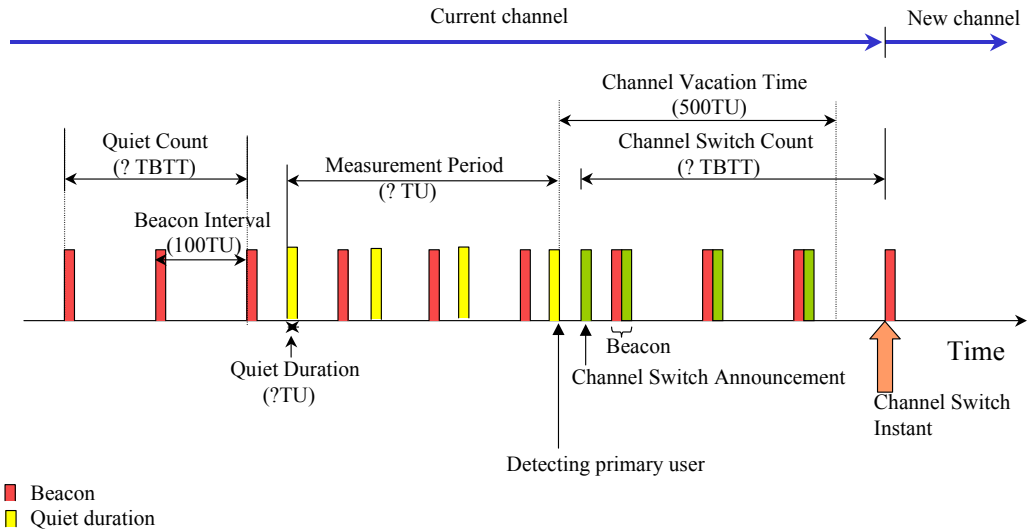 Current channel
New channel
Channel Vacation Time
(500TU)
Quiet Count
(? TBTT)
Measurement Period
(? TU)
Channel Switch Count
(? TBTT)
Beacon Interval
(100TU)
Beacon
Time
Quiet Duration
(?TU)
Channel Switch Announcement
Channel Switch
Instant
Detecting primary user
Beacon
Quiet duration